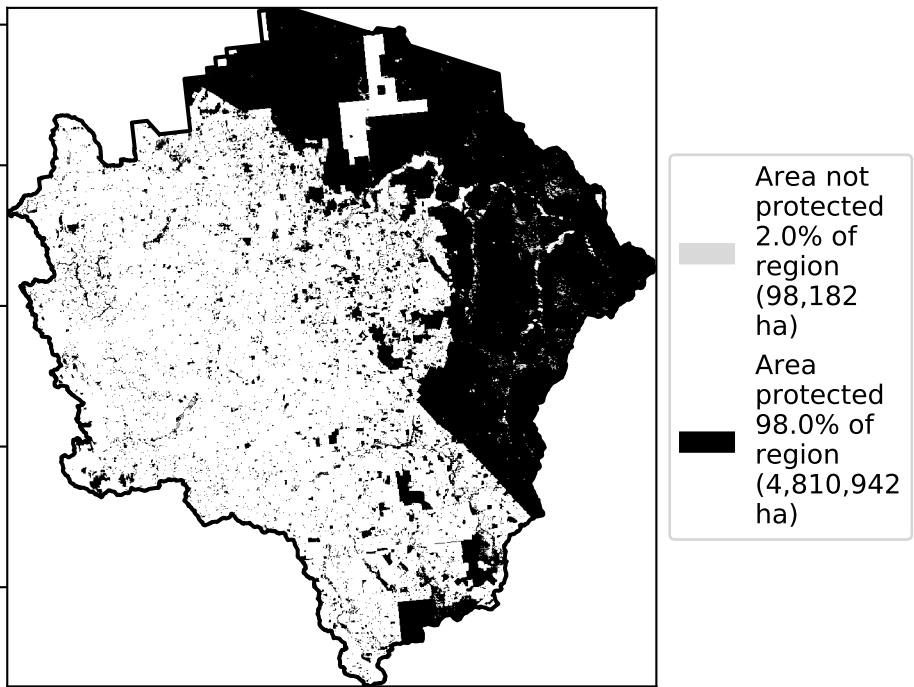 Area not
protected
2.0% of
region
(98,182
ha)
Area
protected
98.0% of
region
(4,810,942
ha)